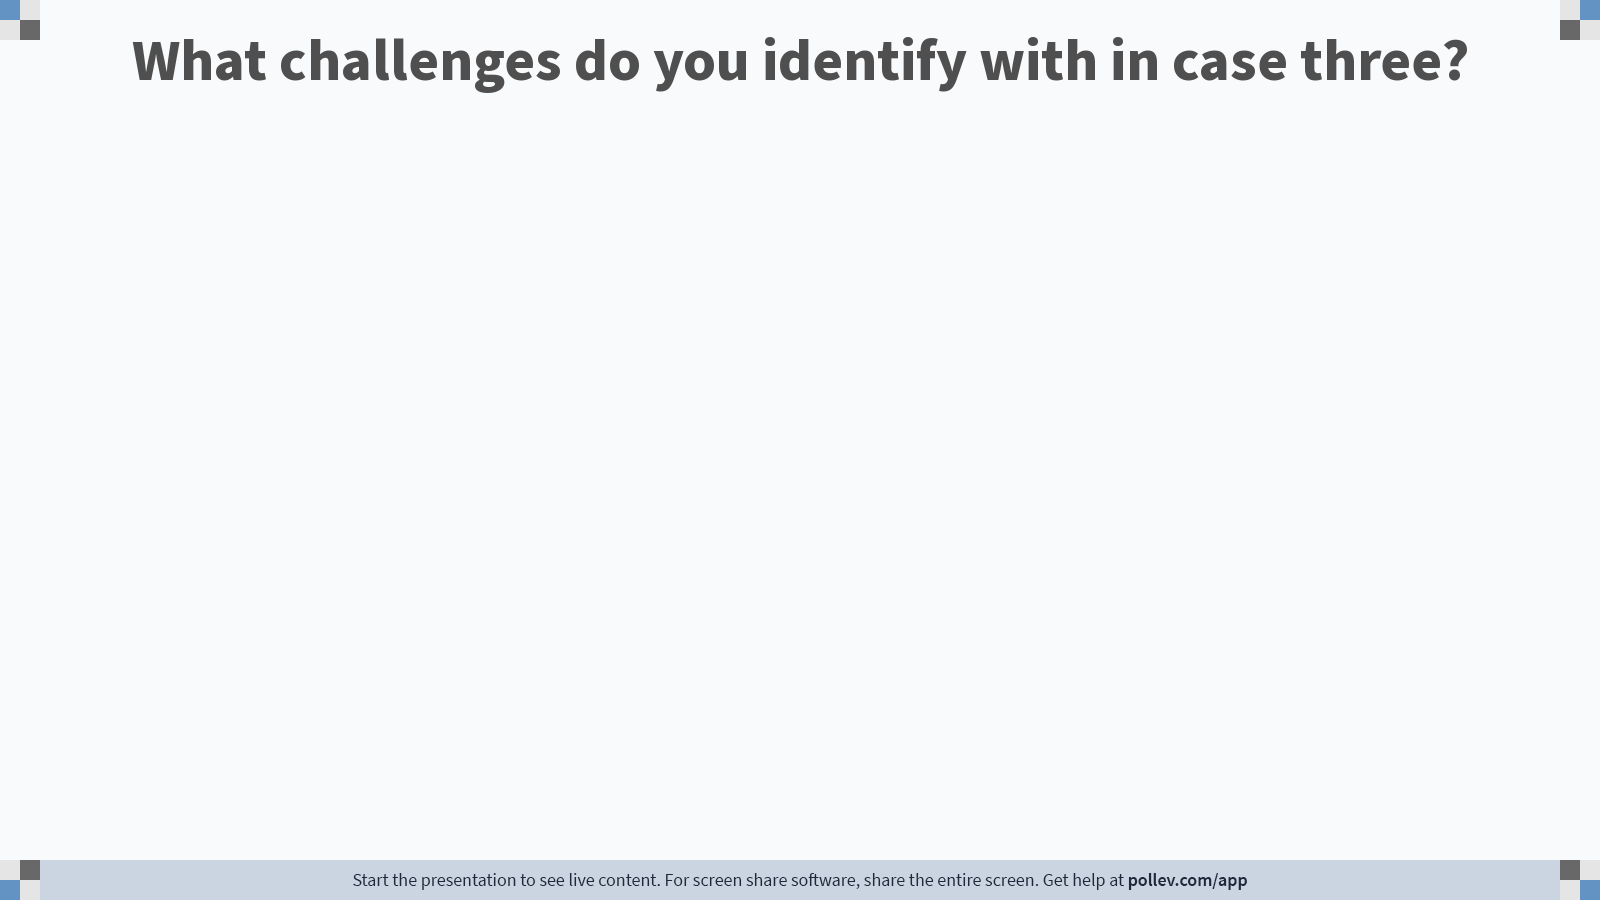 What challenges do you identify with in case three?
Start the presentation to see live content. For screen share software, share the entire screen. Get help at pollev.com/app